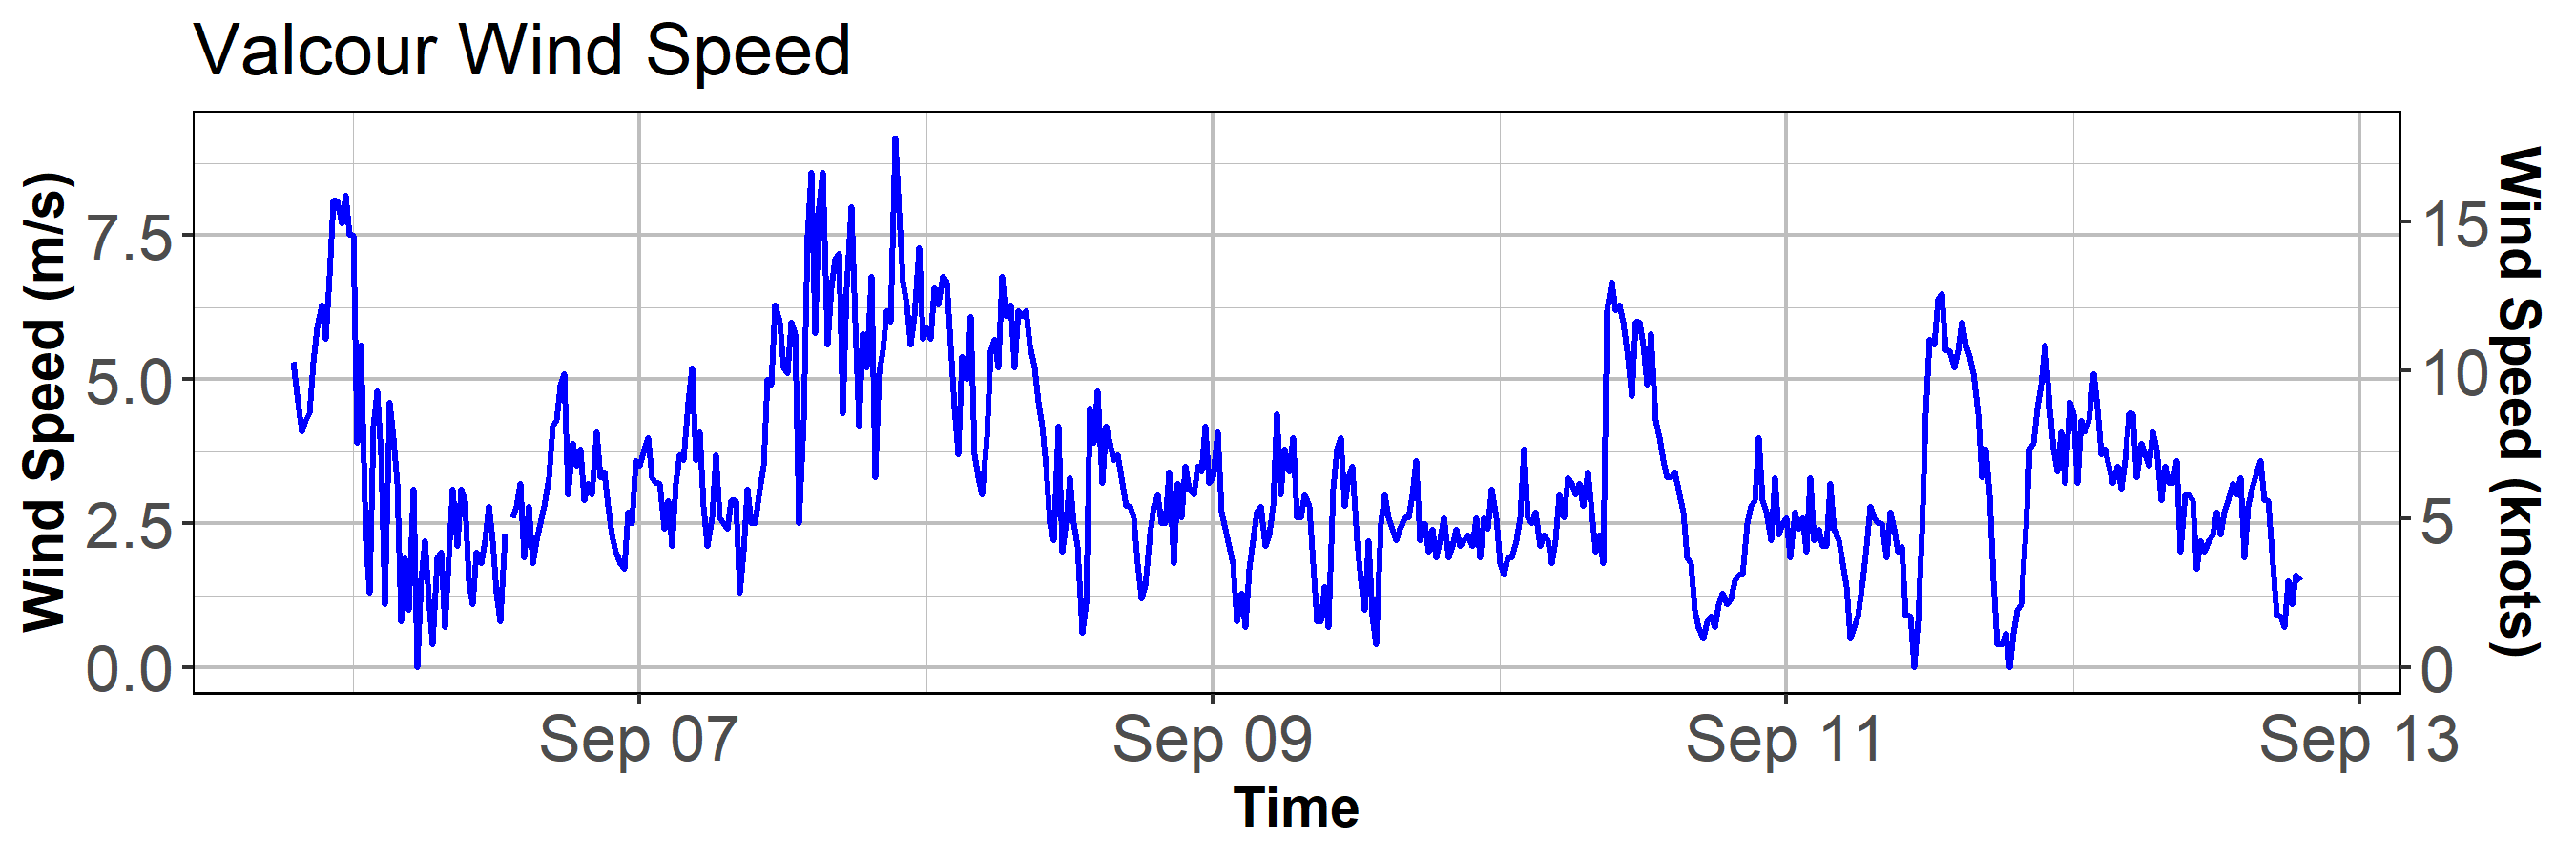 Valcour Wind Speed
Wind Speed (m/s)
7.5
5.0
2.5
0.0
15
10
5
0
Wind Speed (knots)
Sep 07
Sep 09
Sep 11
Sep 13
Time